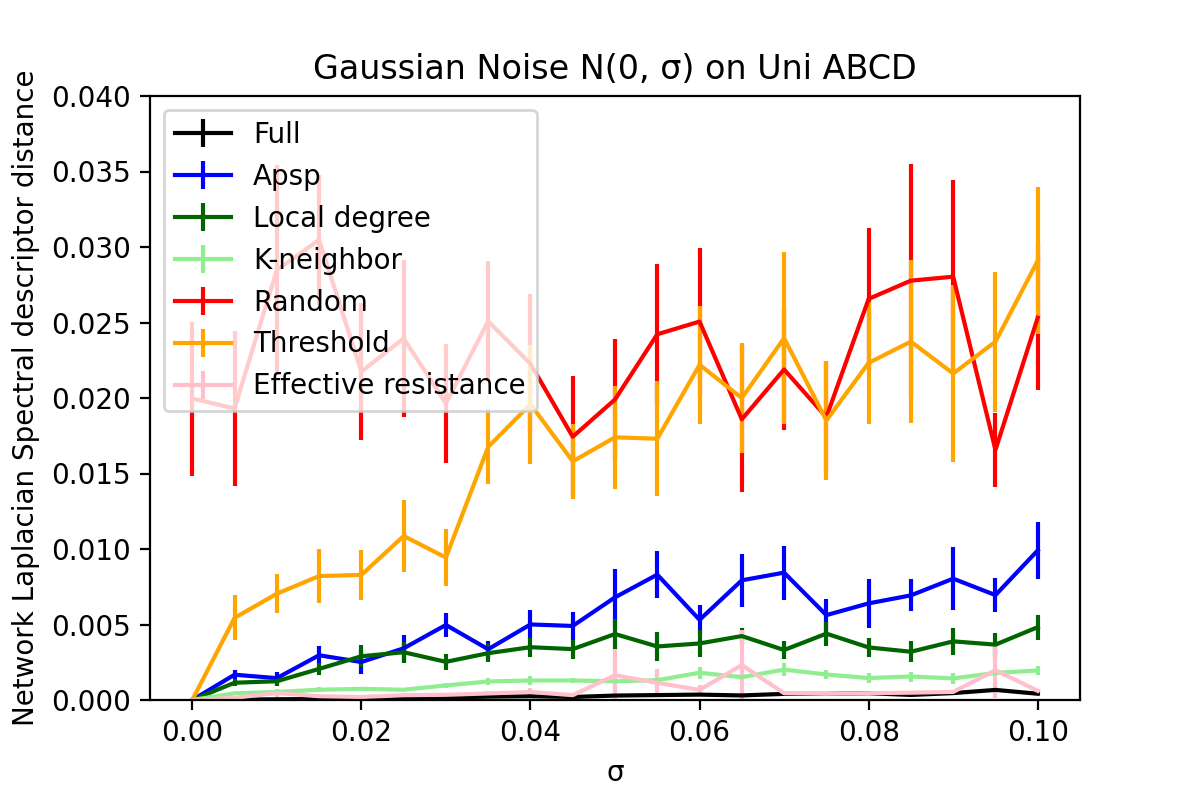 Gaussian Noise N(0, σ) on Uni ABCD
Network Laplacian Spectral descriptor distance
0.040
0.035
0.030
0.025
0.020
0.015
0.010
0.005
0.000
Full
Apsp
Local degree
K-neighbor
Random
Threshold
Effective resistance
0.00 0.02 0.04 0.06 0.08 0.10
σ